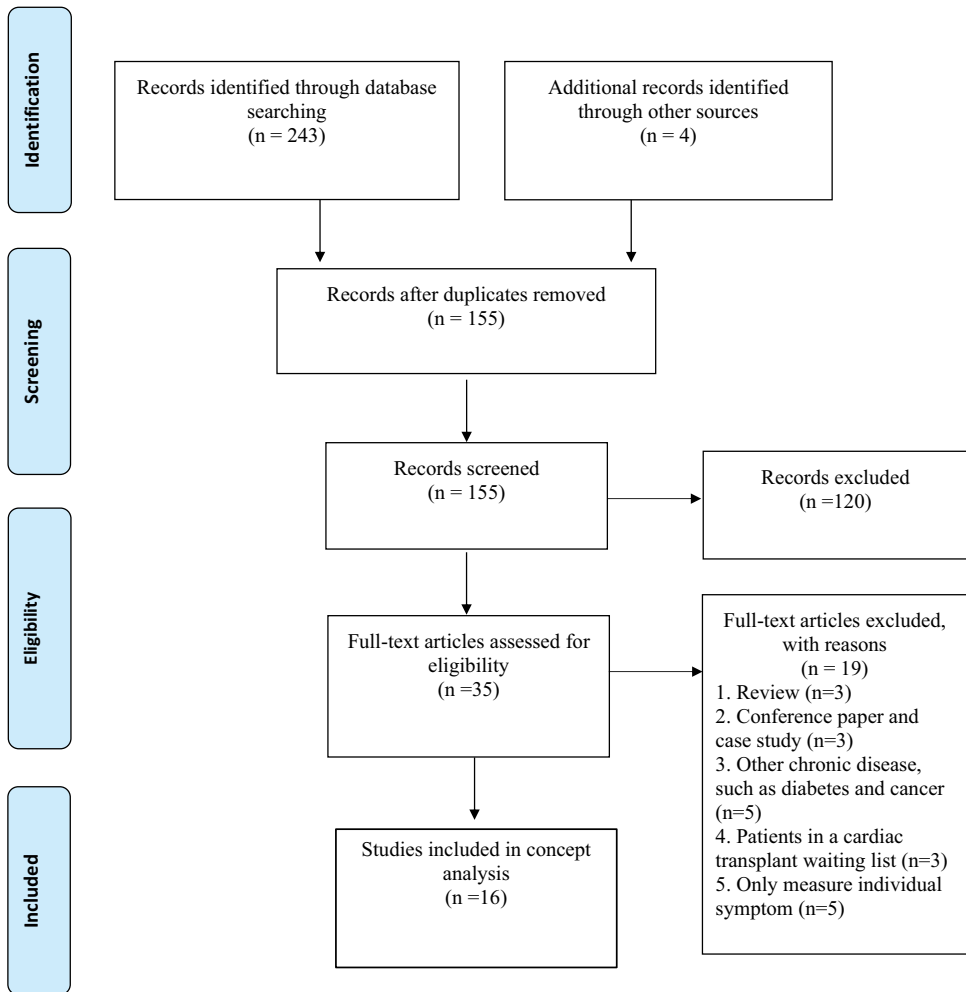 Identification
Records identified through database
searching
(n = 243)
Additional records identified
through other sources
(n = 4)
Screening
Records after duplicates removed
(n = 155)
Records screened
(n = 155)
Records excluded
(n =120)
Eligibility
Full-text articles assessed for
eligibility
(n =35)
Full-text articles excluded,
with reasons
(n = 19)
1. Review (n=3)
2. Conference paper and
case study (n=3)
3. Other chronic disease,
such as diabetes and cancer
(n=5)
4. Patients in a cardiac
transplant waiting list (n=3)
5. Only measure individual
symptom (n=5)
Included
Studies included in concept
analysis
(n =16)